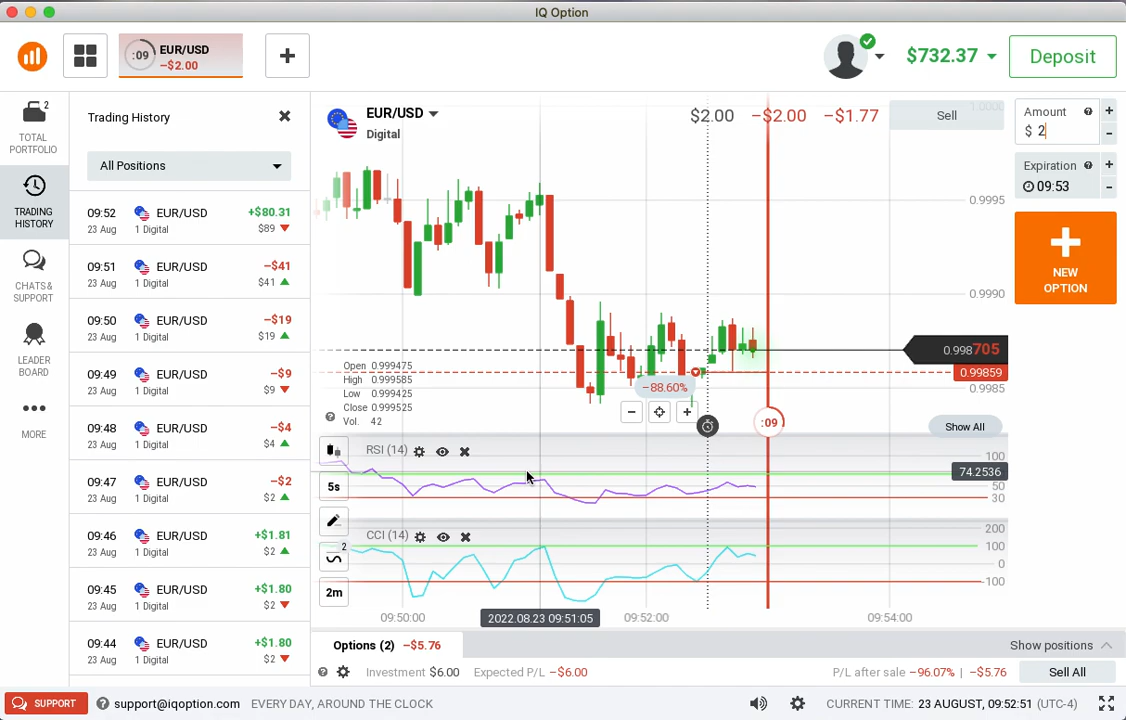 IQ Option
:09
EUR/USD
−$2.00
$732.37
Deposit
2
TOTAL
PORTFOLIO
TRADING
HISTORY
CHATS &
SUPPORT
LEADER
BOARD
MORE
Trading History
All Positions
09:52 EUR/USD +$80.31
23 Aug 1 Digital $89
09:51 EUR/USD −$41
23 Aug 1 Digital $41
09:50 EUR/USD −$19
23 Aug 1 Digital $19
09:49 EUR/USD −$9
23 Aug 1 Digital $9
09:48 EUR/USD −$4
23 Aug 1 Digital $4
09:47 EUR/USD −$2
23 Aug 1 Digital $2
09:46 EUR/USD +$1.81
23 Aug 1 Digital $2
09:45 EUR/USD +$1.80
23 Aug 1 Digital $2
09:44 EUR/USD +$1.80
23 Aug 1 Digital $2
EUR/USD
Digital
$2.00 −$2.00 −$1.77 Sell
1.0000
0.9995
0.9990
0.998705
0.99859
0.9985
Open 0.999475
High 0.999585
Low 0.999425
Close 0.999525
Vol. 42
−88.60%
:09
Show All
RSI (14)
100
74.2536
50
30
5s
CCI (14)
200
100
0
-100
2
2m
09:50:00
2022.08.23 09:51:05
09:52:00
09:54:00
Amount
$ 2
Expiration
09:53
NEW
OPTION
Options (2) −$5.76
Show positions
Investment $6.00 Expected P/L −$6.00
P/L after sale −96.07% | −$5.76
Sell All
SUPPORT
support@iqoption.com
EVERY DAY, AROUND THE CLOCK
CURRENT TIME: 23 AUGUST, 09:52:51 (UTC-4)